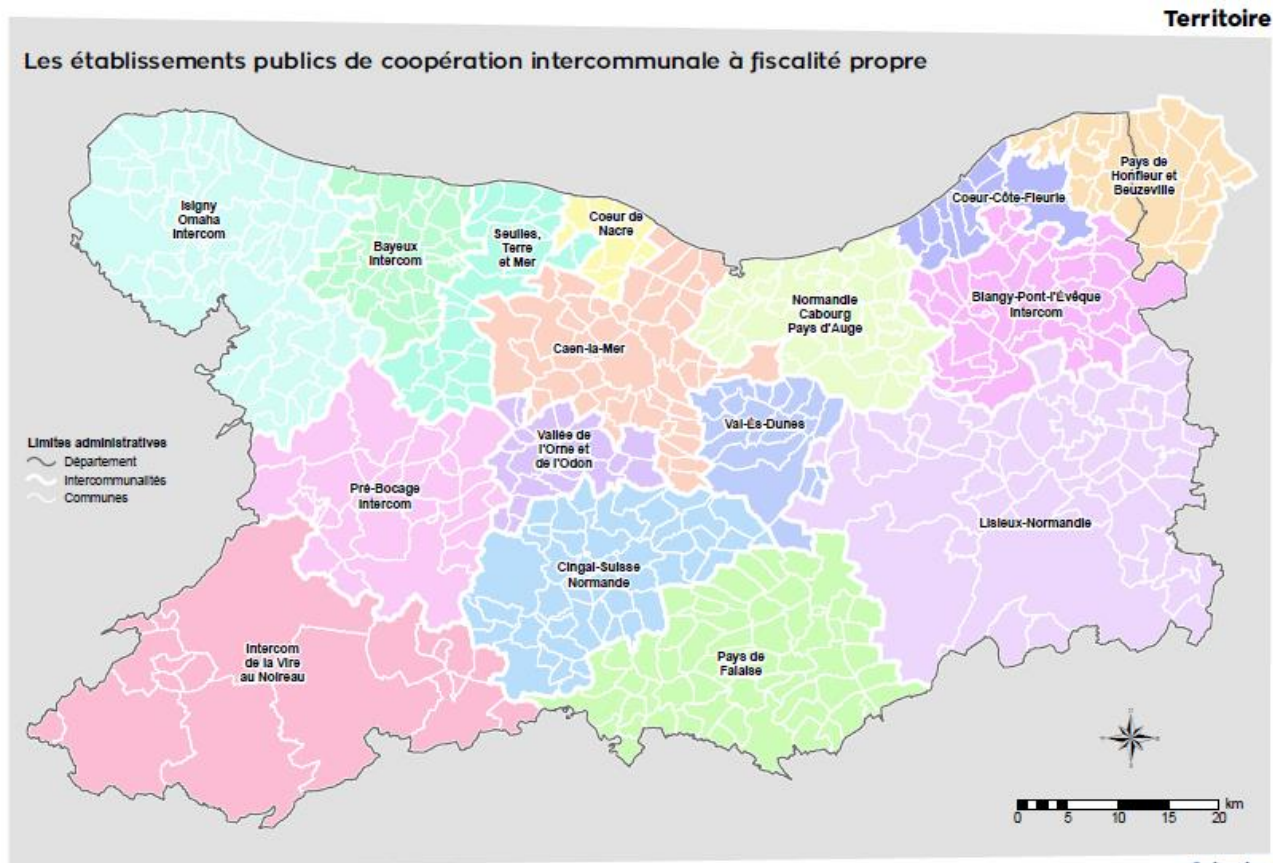 Territoire
Les établissements publics de coopération intercommunale à fiscalité propre
Isigny
Omaha
Intercom
Bayeux
Intercom
Seulles,
Terre
et Mer
Coeur de
Nacre
Coeur-Côte-Fleurie
Pays de
Honfleur et
Beuzeville
Caen-la-Mer
Normandie
Cabourg
Pays d'Auge
Blangy-Pont-l'Évêque
Intercom
Limites administratives
Département
Intercommunalités
Communes
Pré-Bocage
Intercom
Vallée de
l'Orne et
de l'Odon
Val-És-Dunes
Lisieux-Normandie
Cingal-Suisse
Normande
Intercom
de la Vire
au Noireau
Pays de
Falaise
km
0 5 10 15 20